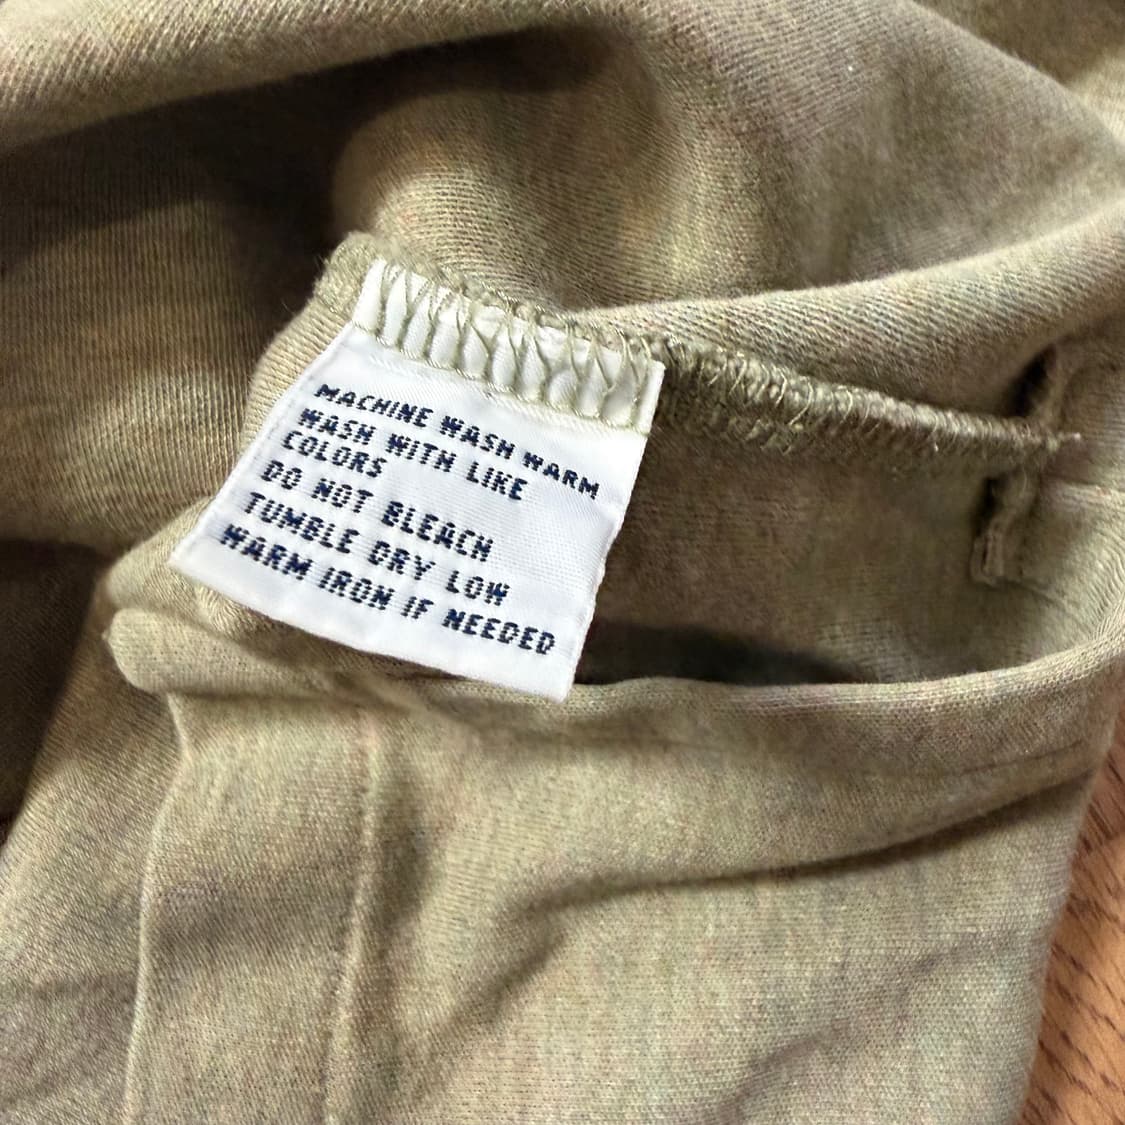 MACHINE WASH WARM
WASH WITH LIKE
COLORS
DO NOT BLEACH
TUMBLE DRY LOW
WARM IRON IF NEEDED